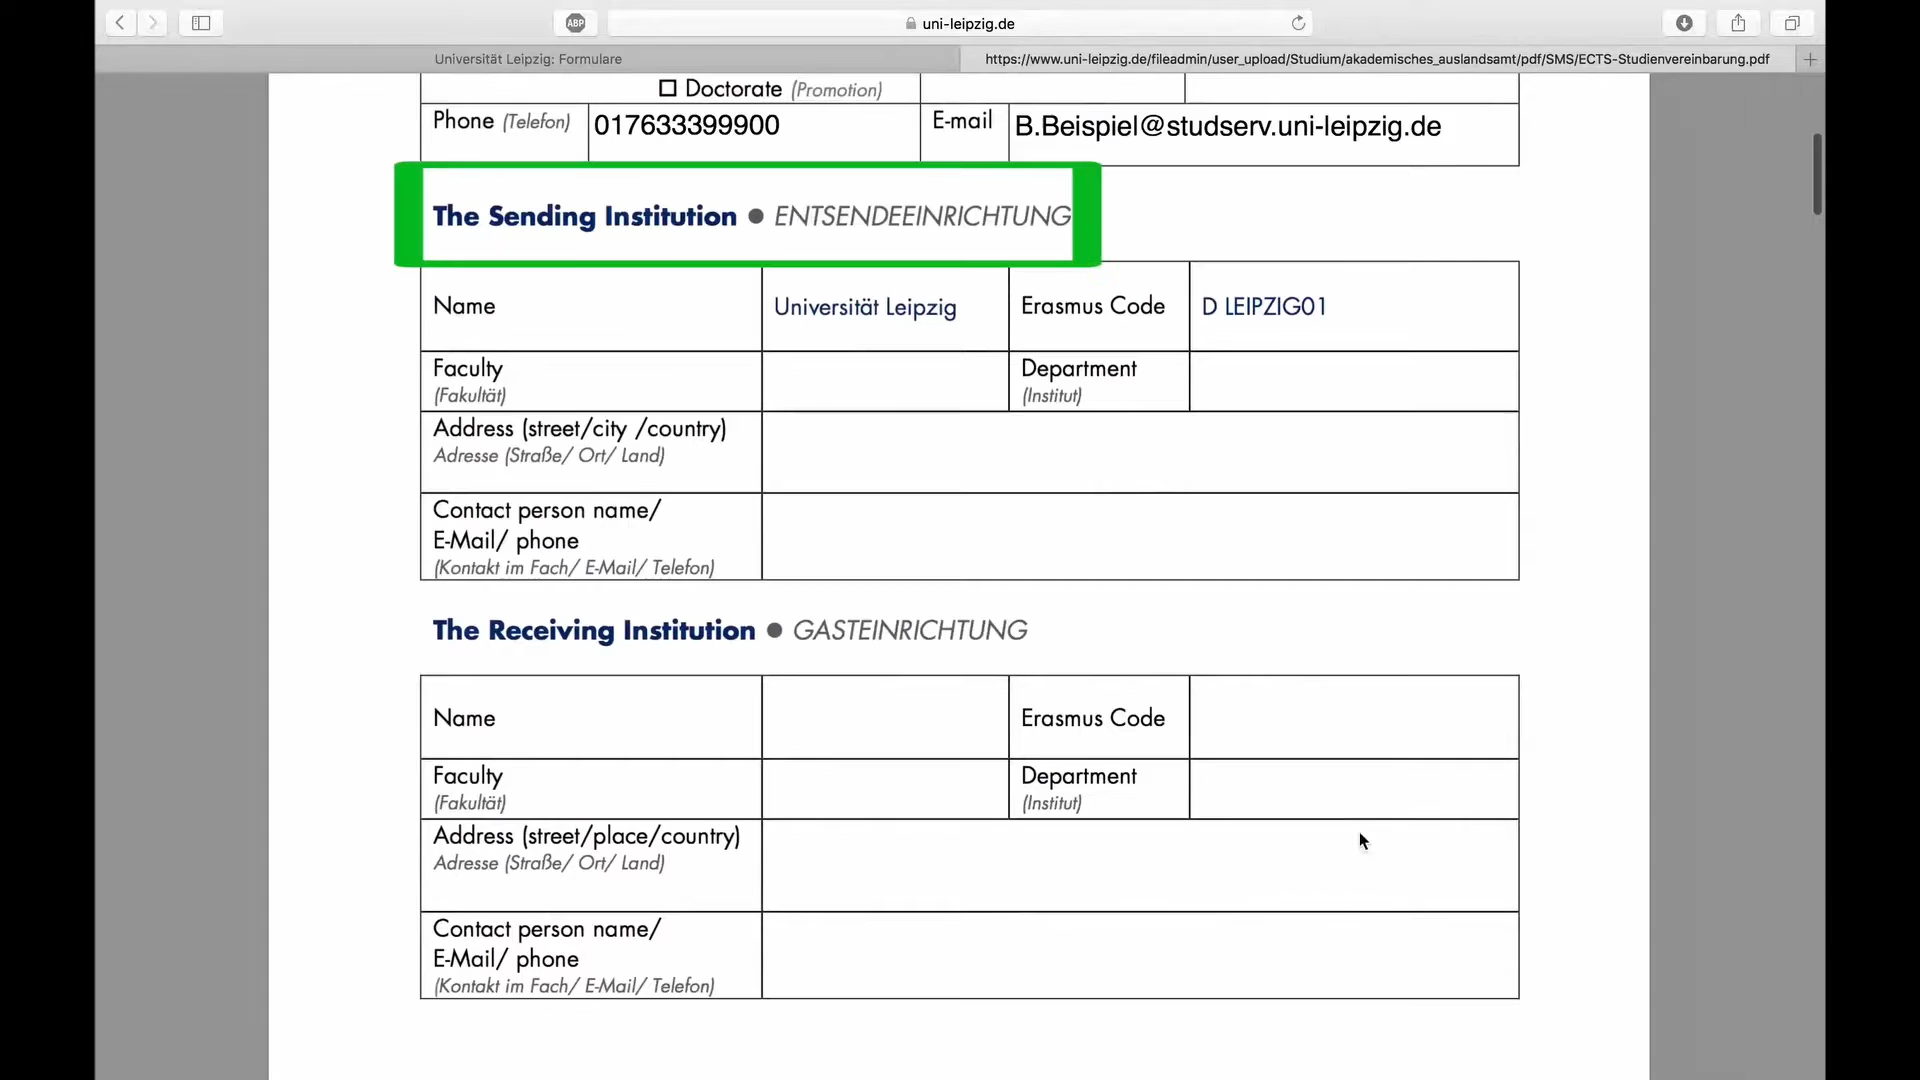 ABP
uni-leipzig.de
Universität Leipzig: Formulare
https://www.uni-leipzig.de/fileadmin/user_upload/Studium/akademisches_auslandsamt/pdf/SMS/ECTS-Studienvereinbarung.pdf
Doctorate (Promotion)
Phone (Telefon) 017633399900 E-mail B.Beispiel@studserv.uni-leipzig.de
The Sending Institution ● ENTSENDEEINRICHTUNG
Name Universität Leipzig Erasmus Code D LEIPZIG01
Faculty Department
(Fakultät) (Institut)
Address (street/city /country)
Adresse (Straße/ Ort/ Land)
Contact person name/
E-Mail/ phone
(Kontakt im Fach/ E-Mail/ Telefon)
The Receiving Institution ● GASTEINRICHTUNG
Name Erasmus Code
Faculty Department
(Fakultät) (Institut)
Address (street/place/country)
Adresse (Straße/ Ort/ Land)
Contact person name/
E-Mail/ phone
(Kontakt im Fach/ E-Mail/ Telefon)